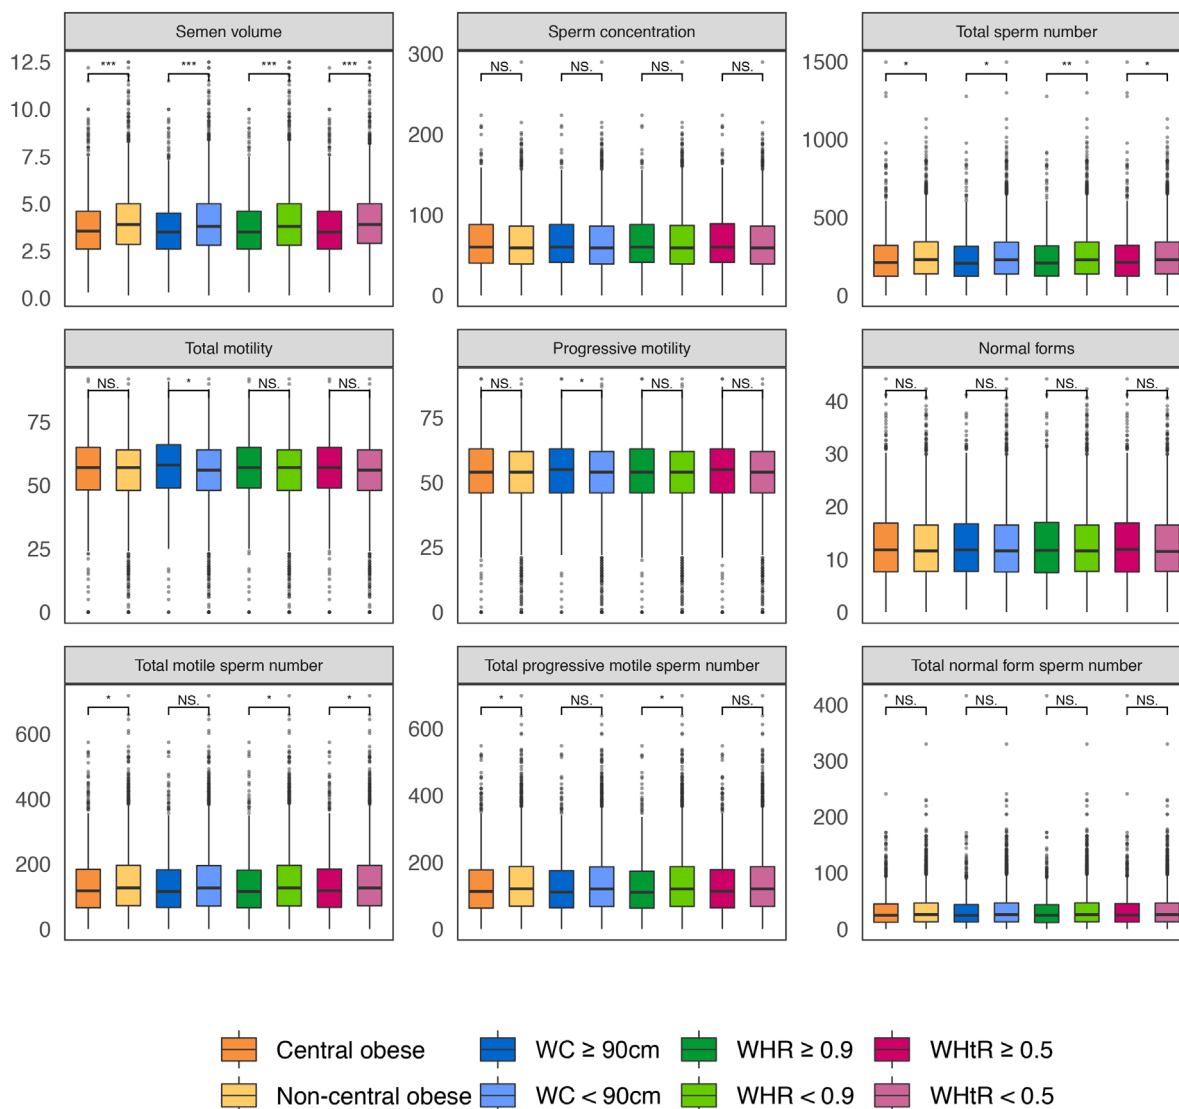 Semen volume
Sperm concentration
Total sperm number
12.5
10.0
7.5
5.0
2.5
0.0
*** *** *** ***
300
200
100
0
NS. NS. NS. NS.
1500
1000
500
0
* * ** *
Total motility
Progressive motility
Normal forms
75
50
25
0
NS. * NS. NS.
75
50
25
0
NS. * NS. NS.
40
30
20
10
0
NS. NS. NS. NS.
Total motile sperm number
Total progressive motile sperm number
Total normal form sperm number
600
400
200
0
* NS. * *
600
400
200
0
* NS. * NS.
400
300
200
100
0
NS. NS. NS. NS.
Central obese
WC ≥ 90cm
WHR ≥ 0.9
WHtR ≥ 0.5
Non-central obese
WC < 90cm
WHR < 0.9
WHtR < 0.5